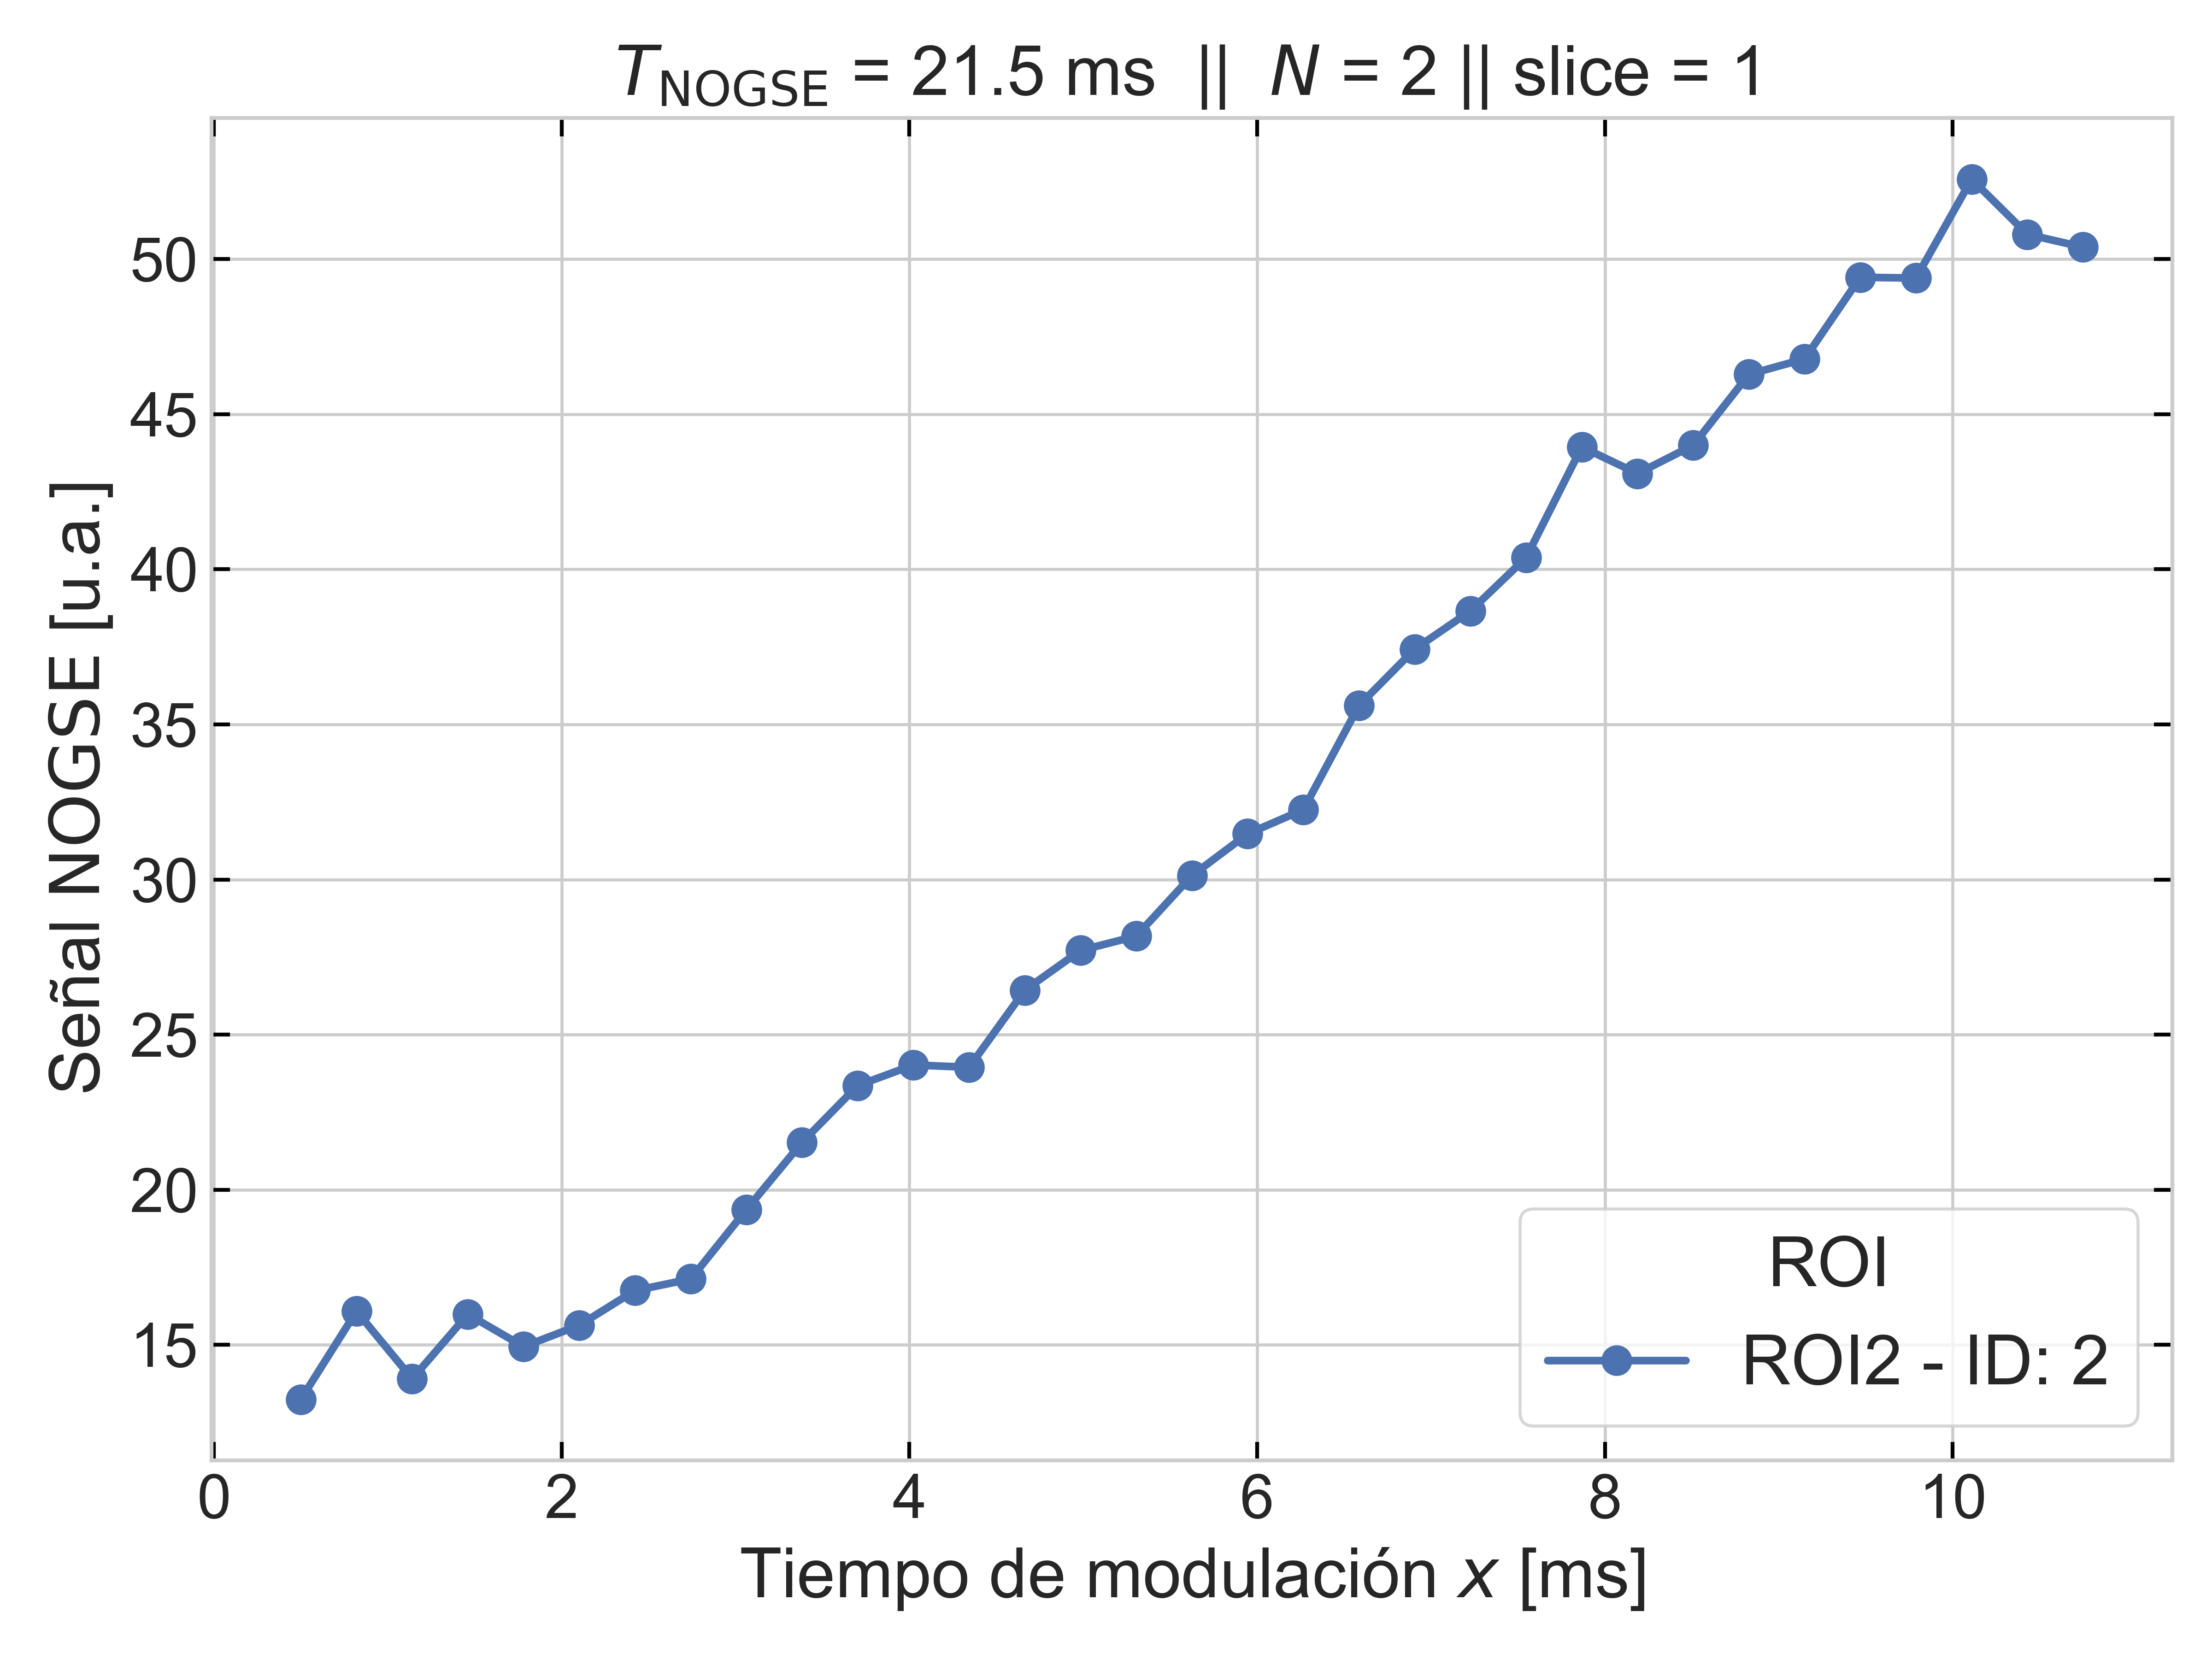 T_NOGSE = 21.5 ms || N = 2 || slice = 1
Señal NOGSE [u.a.]
50
45
40
35
30
25
20
15
0 2 4 6 8 10
Tiempo de modulación x [ms]
ROI
ROI2 - ID: 2